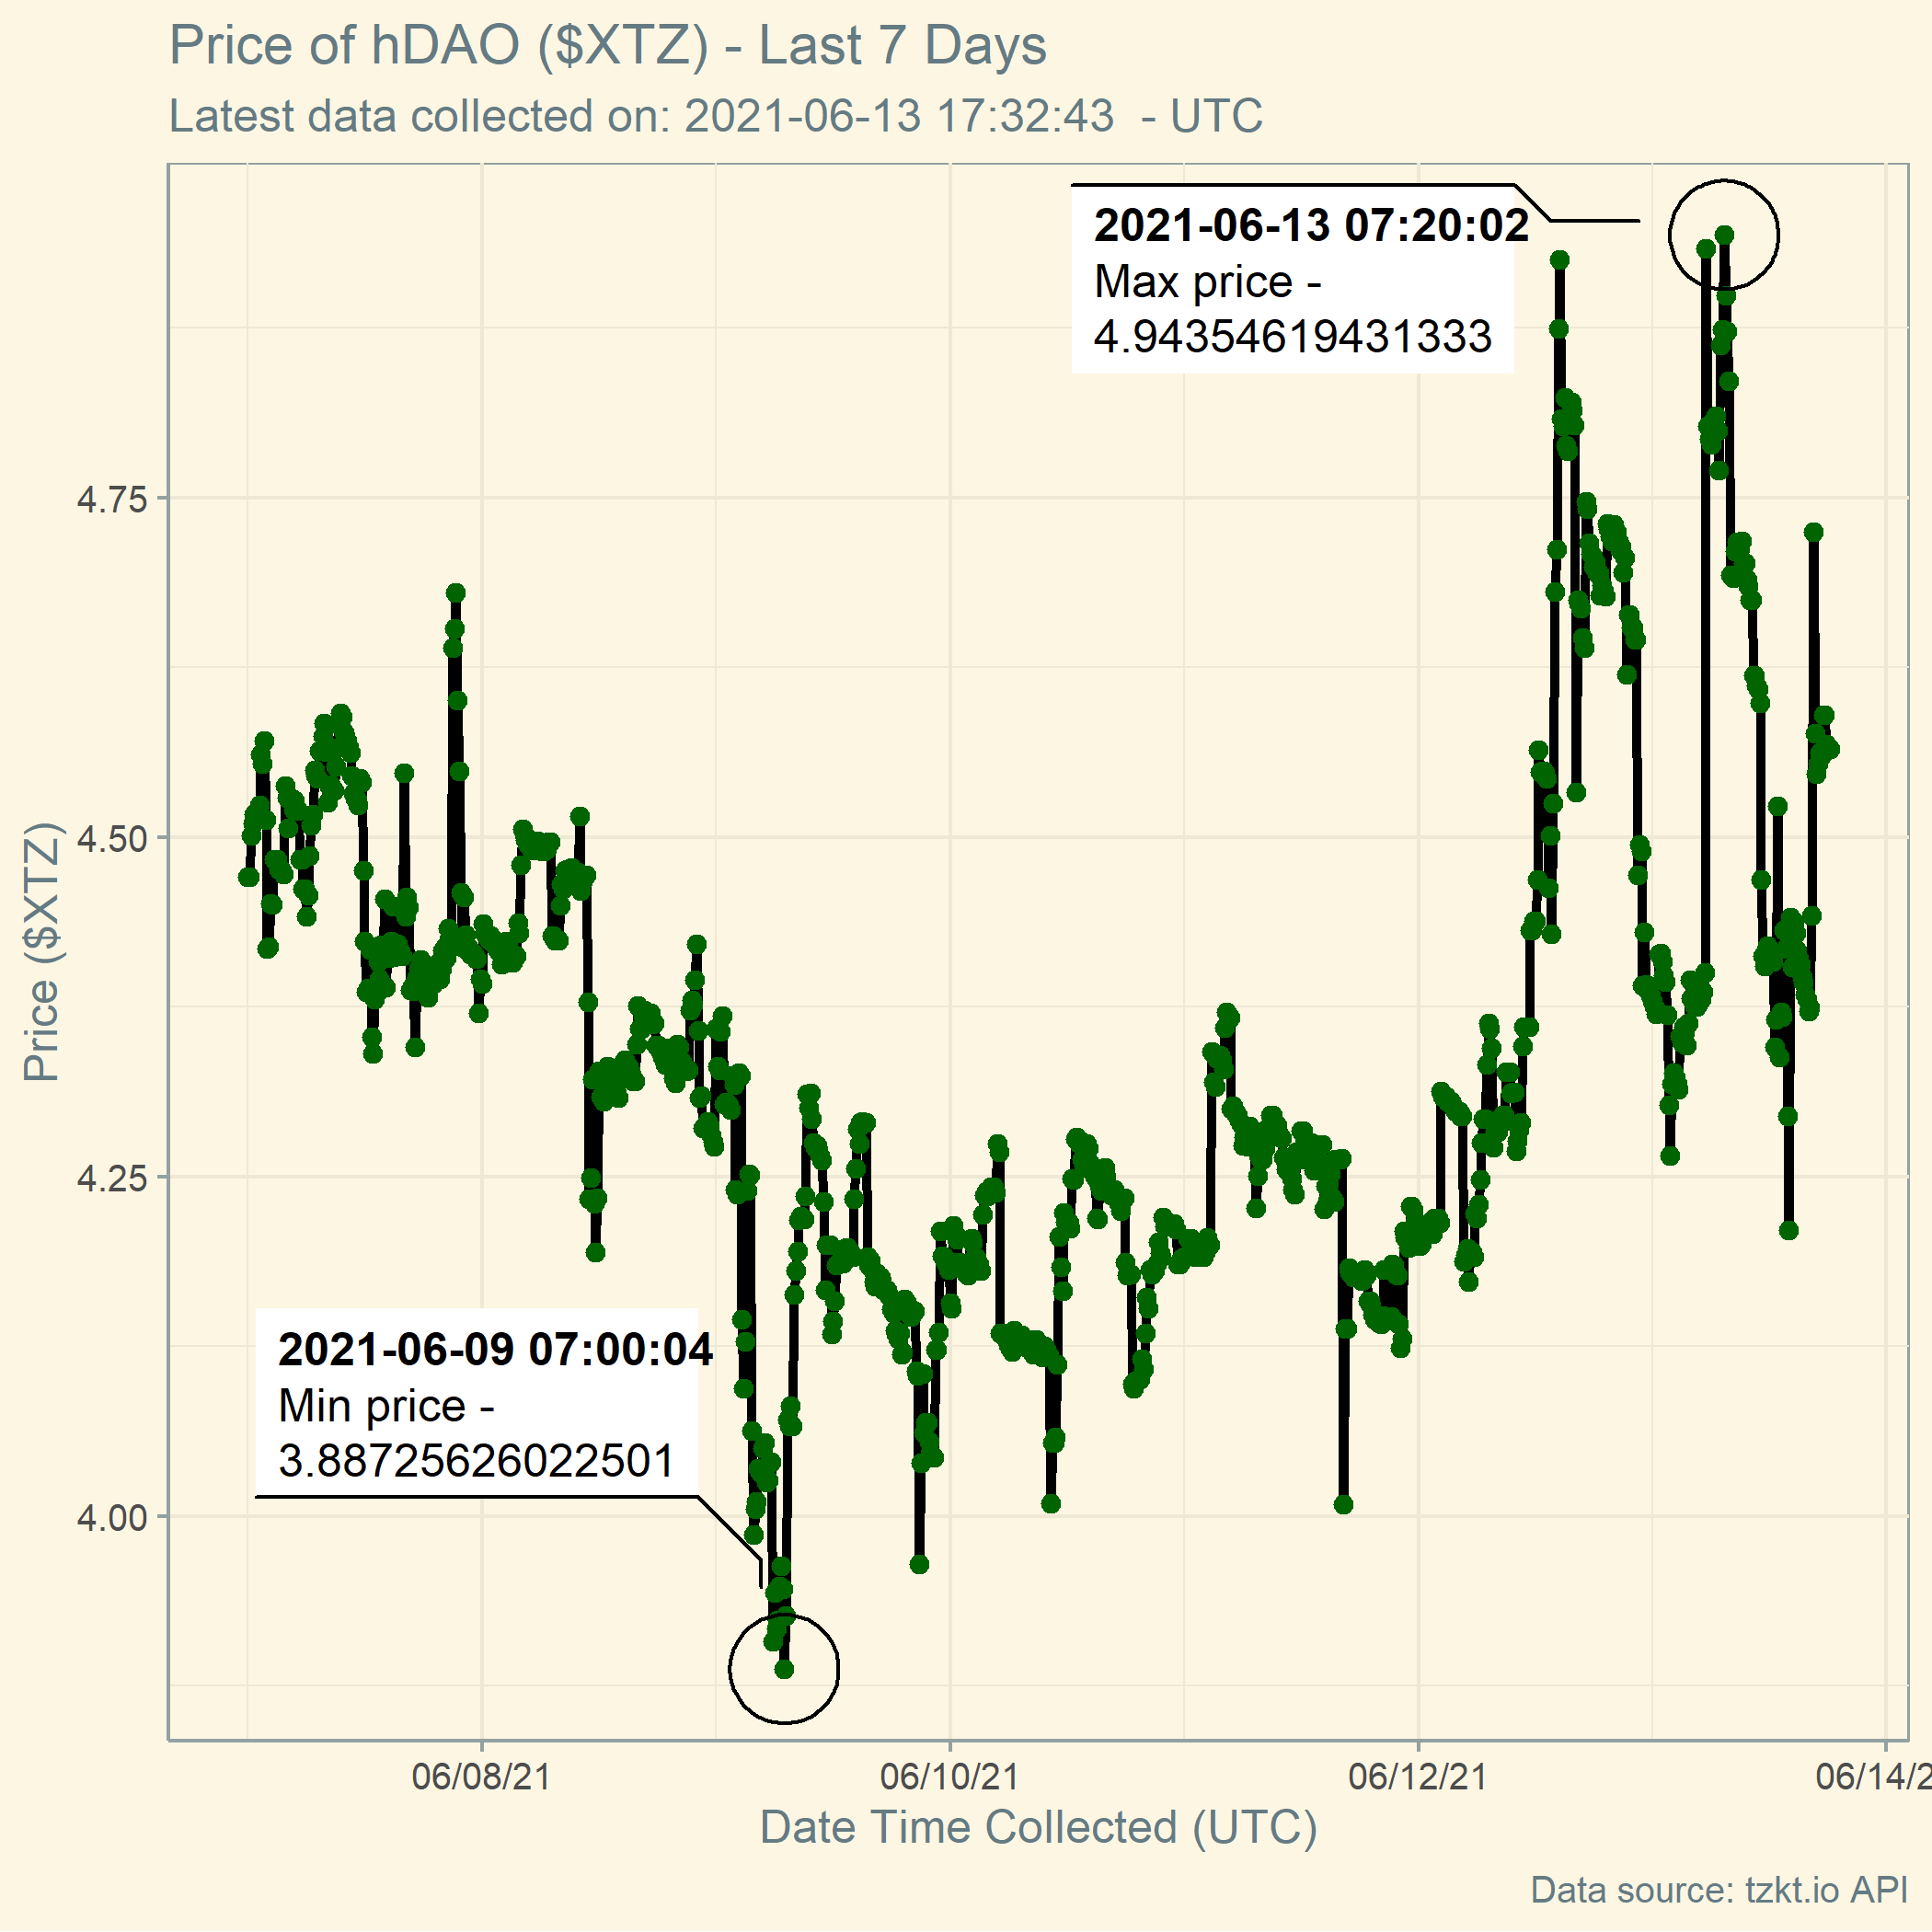 Price of hDAO ($XTZ) - Last 7 Days
Latest data collected on: 2021-06-13 17:32:43  - UTC
2021-06-13 07:20:02
Max price -
4.94354619431333
4.75
4.50
4.25
4.00
Price ($XTZ)
2021-06-09 07:00:04
Min price -
3.88725626022501
06/08/21
06/10/21
06/12/21
06/14/2
Date Time Collected (UTC)
Data source: tzkt.io API